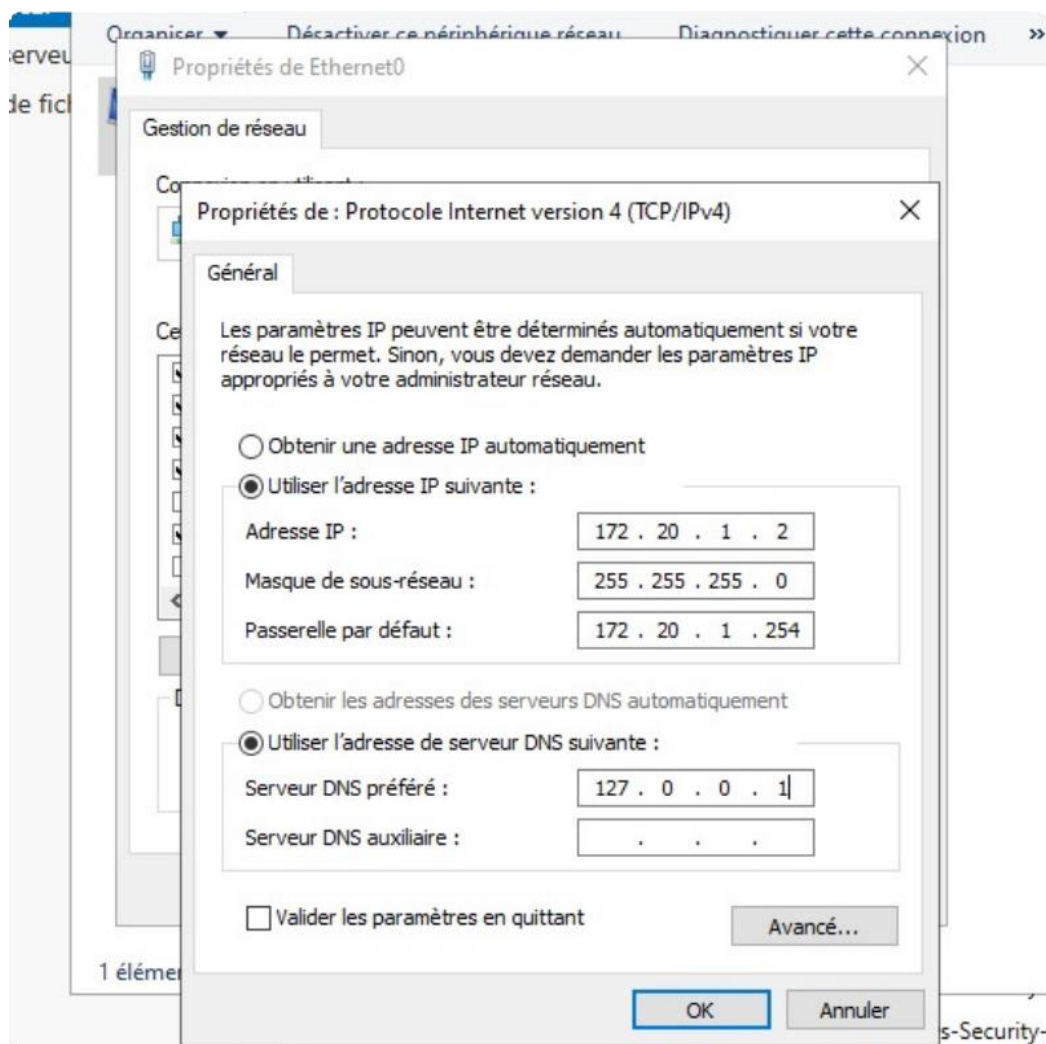 Organiser Désactiver ce périphérique réseau Diagnostiquer cette connexion »
Propriétés de Ethernet0
Gestion de réseau
Propriétés de : Protocole Internet version 4 (TCP/IPv4)
Général
Les paramètres IP peuvent être déterminés automatiquement si votre
réseau le permet. Sinon, vous devez demander les paramètres IP
appropriés à votre administrateur réseau.
Obtenir une adresse IP automatiquement
Utiliser l'adresse IP suivante :
Adresse IP : 172 . 20 . 1 . 2
Masque de sous-réseau : 255 . 255 . 255 . 0
Passerelle par défaut : 172 . 20 . 1 . 254
Obtenir les adresses des serveurs DNS automatiquement
Utiliser l'adresse de serveur DNS suivante :
Serveur DNS préféré : 127 . 0 . 0 . 1
Serveur DNS auxiliaire : . . .
Valider les paramètres en quittant
Avancé...
1 éléme
OK Annuler
s-Security-